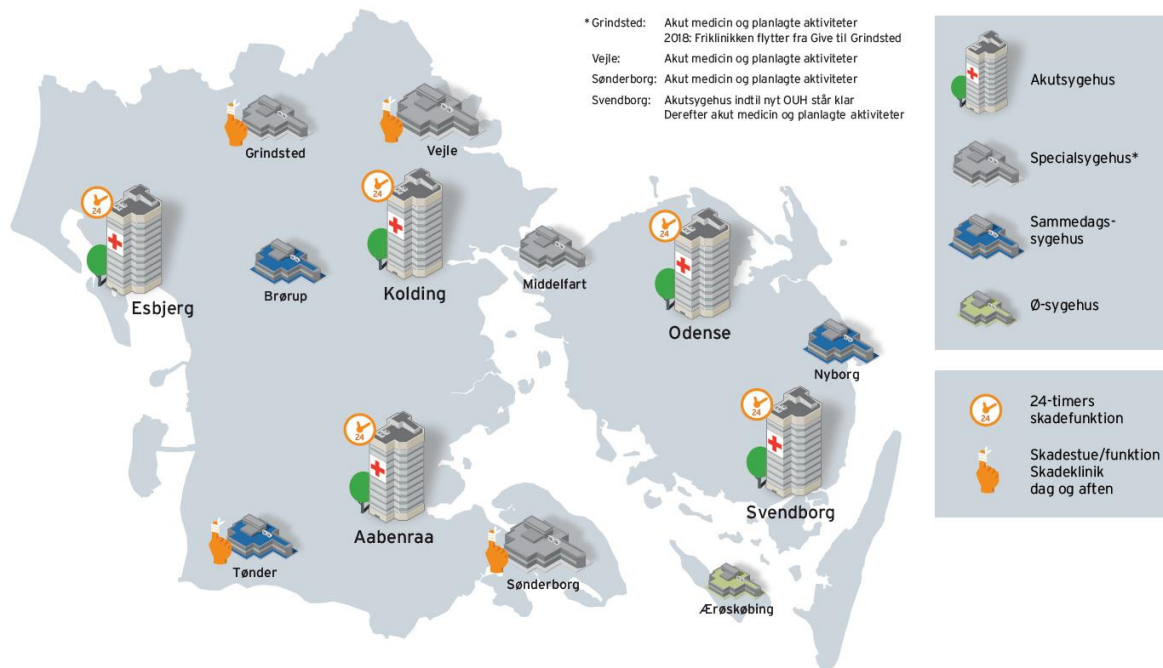 * Grindsted: Akut medicin og planlagte aktiviteter
2018: Friklinikken flytter fra Give til Grindsted
Vejle: Akut medicin og planlagte aktiviteter
Sønderborg: Akut medicin og planlagte aktiviteter
Svendborg: Akutsygehus indtil nyt OUH står klar
Derefter akut medicin og planlagte aktiviteter
Akutsygehus
Specialsygehus*
Sammedags-
sygehus
Ø-sygehus
24
24-timers
skadefunktion
Skadestue/funktion
Skadeklinik
dag og aften
Grindsted
Vejle
24
Esbjerg
Brørup
24
Kolding
Middelfart
24
Odense
Nyborg
24
Aabenraa
24
Svendborg
Tønder
Sønderborg
Ærøskøbing